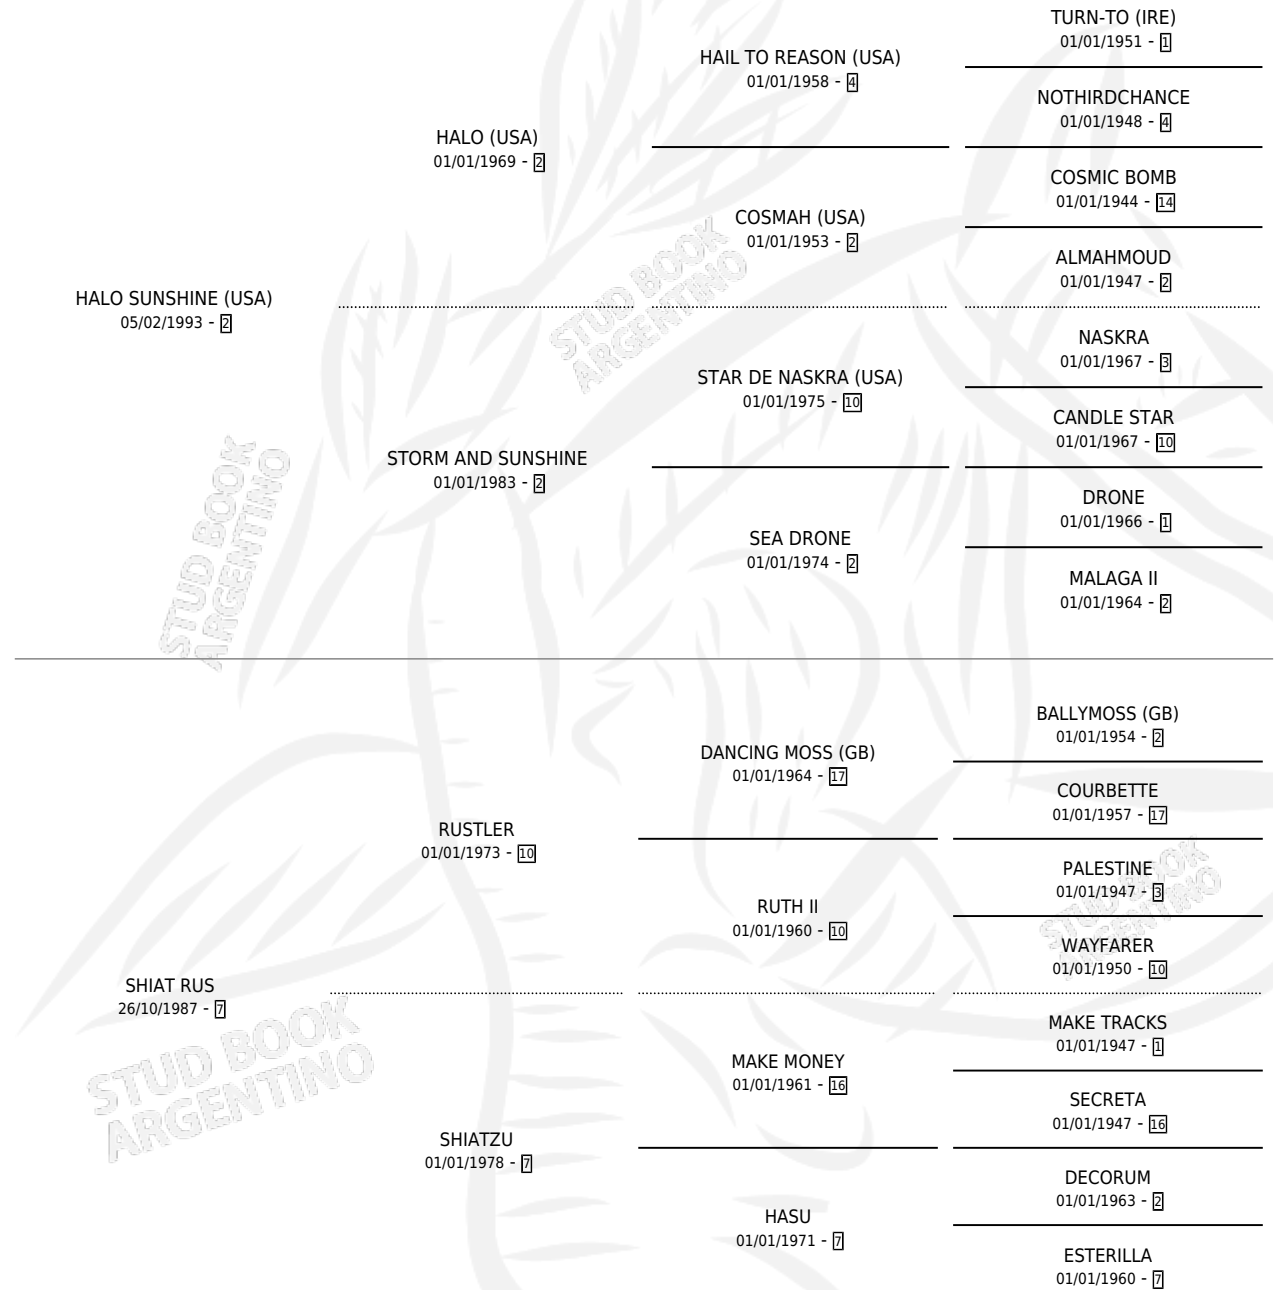 TURN-TO (IRE)
01/01/1951 - 1
HAIL TO REASON (USA)
01/01/1958 - 4
NOTHIRDCHANCE
01/01/1948 - 4
HALO (USA)
01/01/1969 - 2
COSMIC BOMB
01/01/1944 - 14
COSMAH (USA)
01/01/1953 - 2
ALMAHMOUD
01/01/1947 - 2
HALO SUNSHINE (USA)
05/02/1993 - 2
NASKRA
01/01/1967 - 3
STAR DE NASKRA (USA)
01/01/1975 - 10
CANDLE STAR
01/01/1967 - 10
STORM AND SUNSHINE
01/01/1983 - 2
DRONE
01/01/1966 - 1
SEA DRONE
01/01/1974 - 2
MALAGA II
01/01/1964 - 2
BALLYMOSS (GB)
01/01/1954 - 2
DANCING MOSS (GB)
01/01/1964 - 17
COURBETTE
01/01/1957 - 17
RUSTLER
01/01/1973 - 10
PALESTINE
01/01/1947 - 3
RUTH II
01/01/1960 - 10
WAYFARER
01/01/1950 - 10
SHIAT RUS
26/10/1987 - 7
MAKE TRACKS
01/01/1947 - 1
MAKE MONEY
01/01/1961 - 16
SECRETA
01/01/1947 - 16
SHIATZU
01/01/1978 - 7
DECORUM
01/01/1963 - 2
HASU
01/01/1971 - 7
ESTERILLA
01/01/1960 - 7
STUD BOOK
ARGENTINO
STUD BOOK
ARGENTINO
STUD BOOK
ARGENTINO
STUD BOOK
ARGENTINO